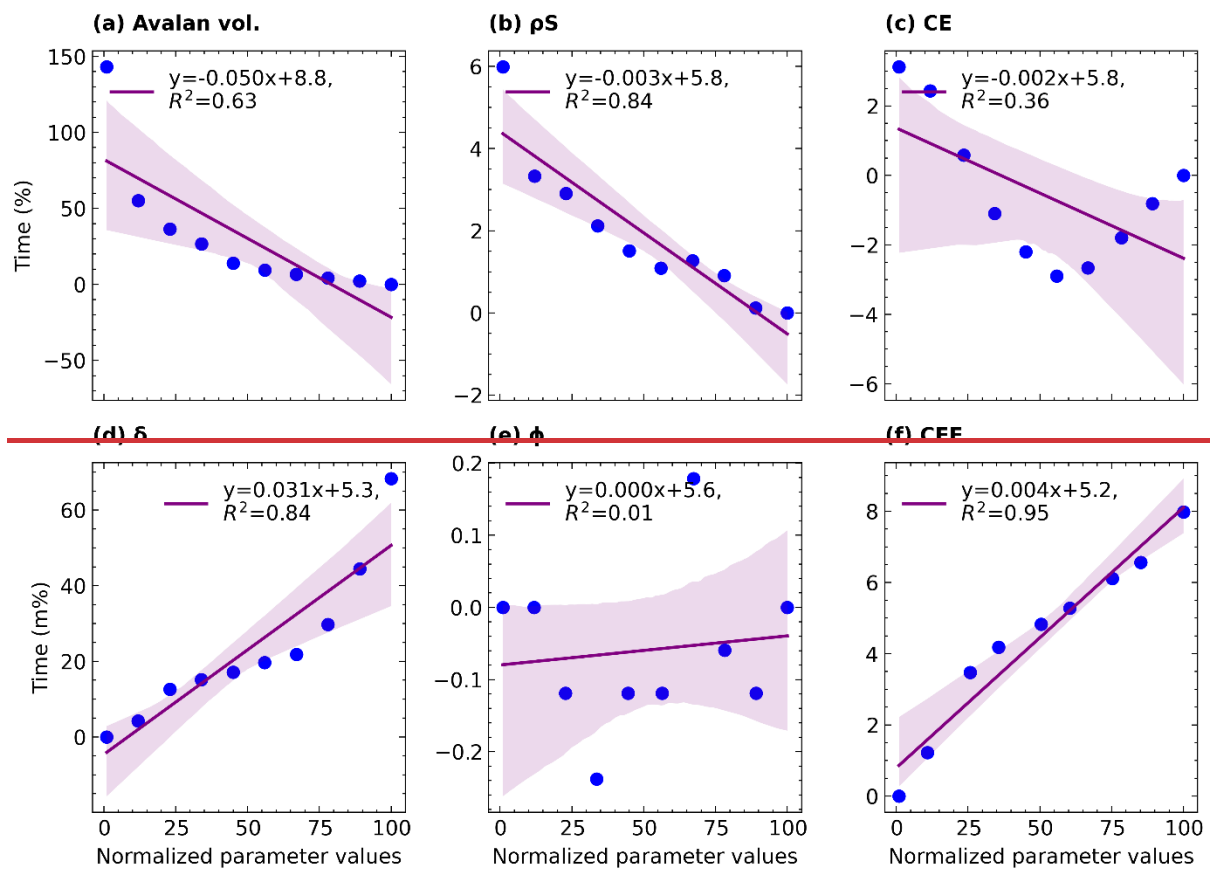 (a) Avalan vol.
(b) ρS
(c) CE
y=-0.050x+8.8,
R²=0.63
y=-0.003x+5.8,
R²=0.84
y=-0.002x+5.8,
R²=0.36
Time (%)
150
100
50
0
−50
6
4
2
0
−2
2
0
−2
−4
−6
(d) δ
(e) ϕ
(f) CEF
y=0.031x+5.3,
R²=0.84
y=0.000x+5.6,
R²=0.01
y=0.004x+5.2,
R²=0.95
Time (m%)
60
40
20
0
0.2
0.1
0.0
−0.1
−0.2
8
6
4
2
0
0 25 50 75 100
0 25 50 75 100
0 25 50 75 100
Normalized parameter values
Normalized parameter values
Normalized parameter values